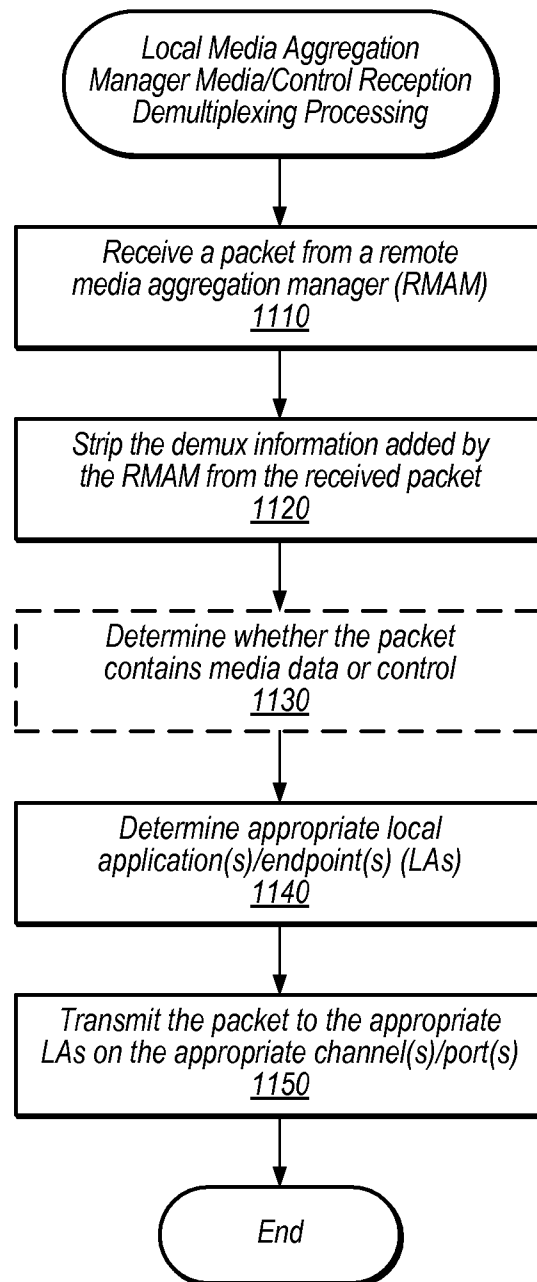 Local Media Aggregation
Manager Media/Control Reception
Demultiplexing Processing
Receive a packet from a remote
media aggregation manager (RMAM)
1110
Strip the demux information added by
the RMAM from the received packet
1120
Determine whether the packet
contains media data or control
1130
Determine appropriate local
application(s)/endpoint(s) (LAs)
1140
Transmit the packet to the appropriate
LAs on the appropriate channel(s)/port(s)
1150
End